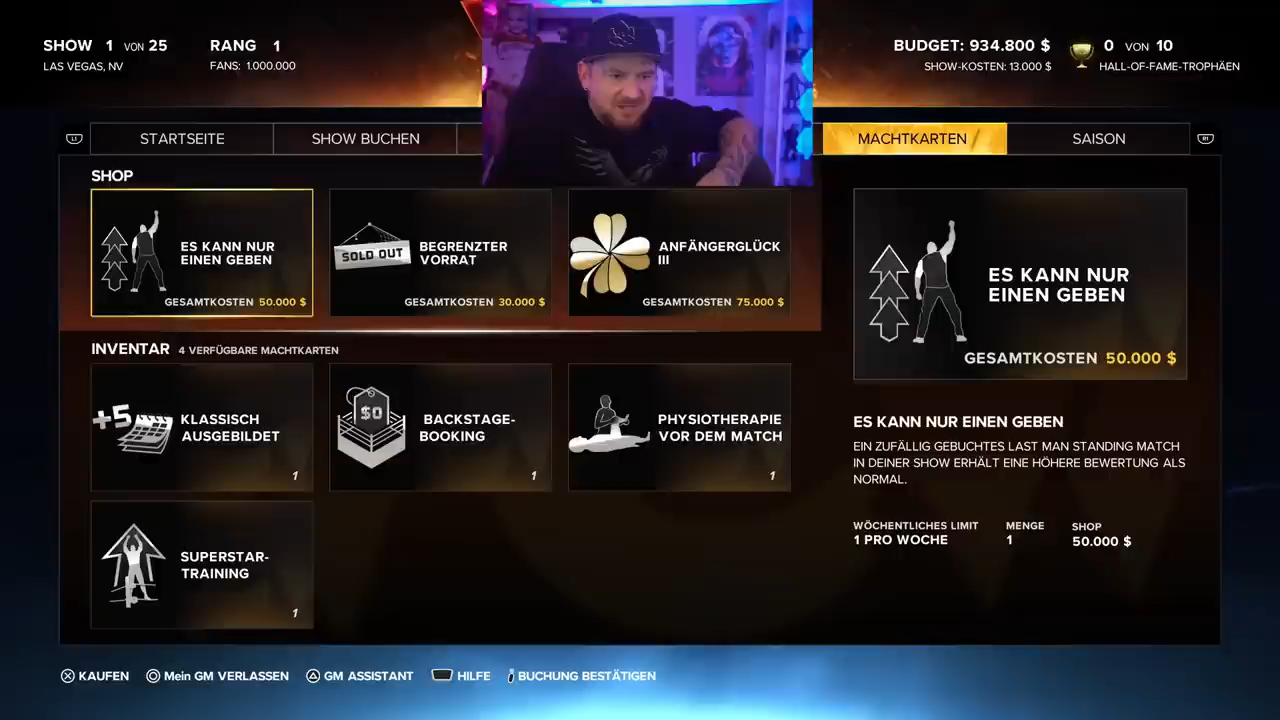 SHOW 1 VON 25
LAS VEGAS, NV
RANG 1
FANS: 1.000.000
BUDGET: 934.800 $
SHOW-KOSTEN: 13.000 $
0 VON 10
HALL-OF-FAME-TROPHÄEN
L1
STARTSEITE
SHOW BUCHEN
MACHTKARTEN
SAISON
R1
SHOP
ES KANN NUR
EINEN GEBEN
GESAMTKOSTEN 50.000 $
SOLD OUT
BEGRENZTER
VORRAT
GESAMTKOSTEN 30.000 $
ANFÄNGERGLÜCK
III
GESAMTKOSTEN 75.000 $
INVENTAR 4 VERFÜGBARE MACHTKARTEN
+5
KLASSISCH
AUSGEBILDET
1
$0
BACKSTAGE-
BOOKING
1
PHYSIOTHERAPIE
VOR DEM MATCH
1
SUPERSTAR-
TRAINING
1
ES KANN NUR
EINEN GEBEN
GESAMTKOSTEN 50.000 $
ES KANN NUR EINEN GEBEN
EIN ZUFÄLLIG GEBUCHTES LAST MAN STANDING MATCH
IN DEINER SHOW ERHÄLT EINE HÖHERE BEWERTUNG ALS
NORMAL.
WÖCHENTLICHES LIMIT
1 PRO WOCHE
MENGE
1
SHOP
50.000 $
KAUFEN
Mein GM VERLASSEN
GM ASSISTANT
HILFE
BUCHUNG BESTÄTIGEN